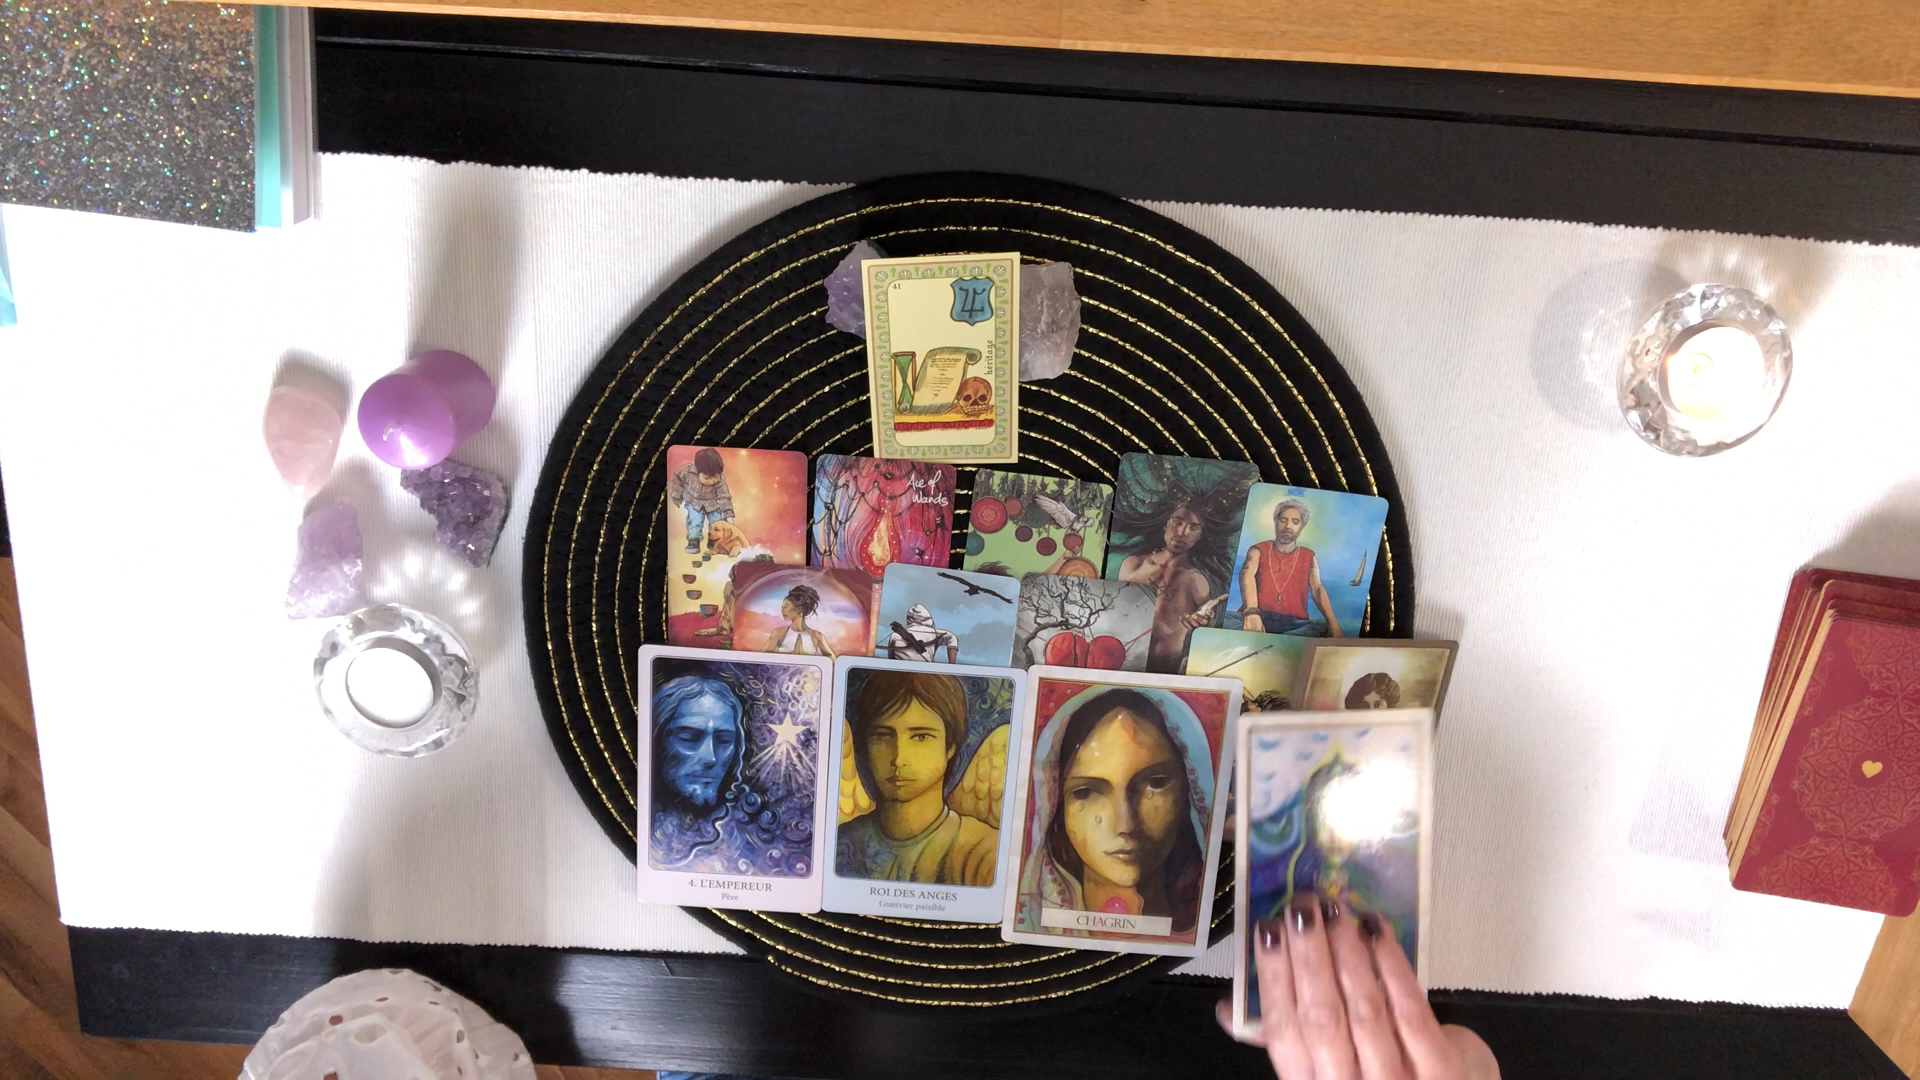 41
héritage
Ace of
Wands
4. L'EMPEREUR
Père
ROI DES ANGES
Guerrier paisible
CHAGRIN